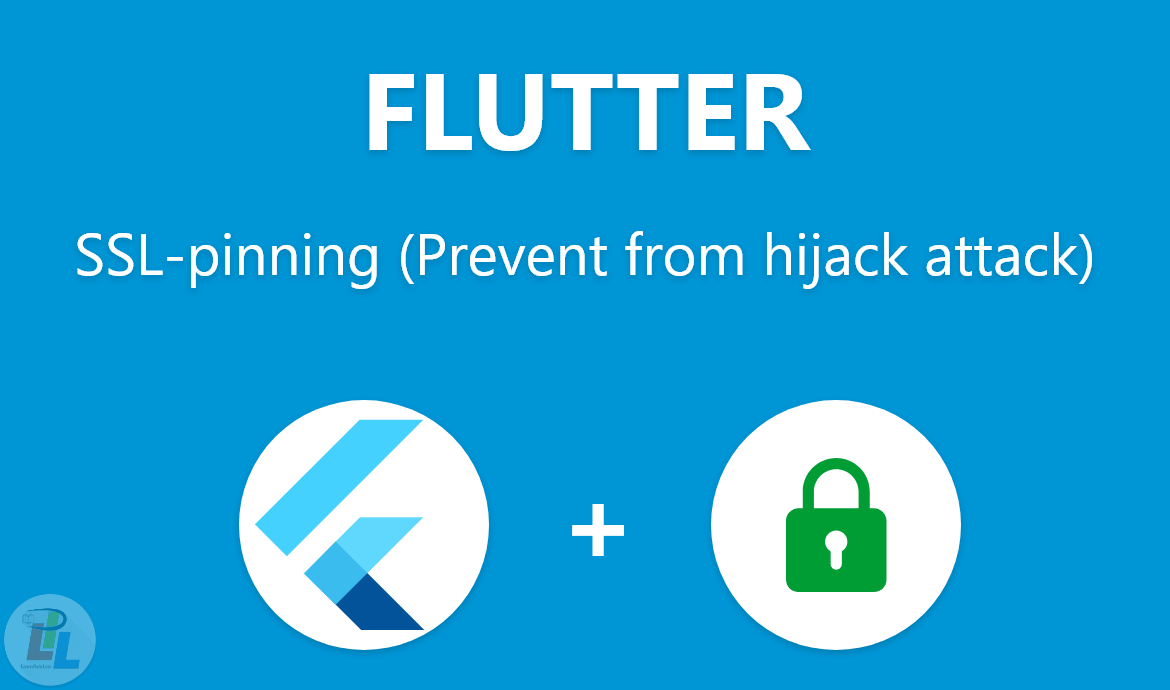 FLUTTER
SSL-pinning (Prevent from hijack attack)
+